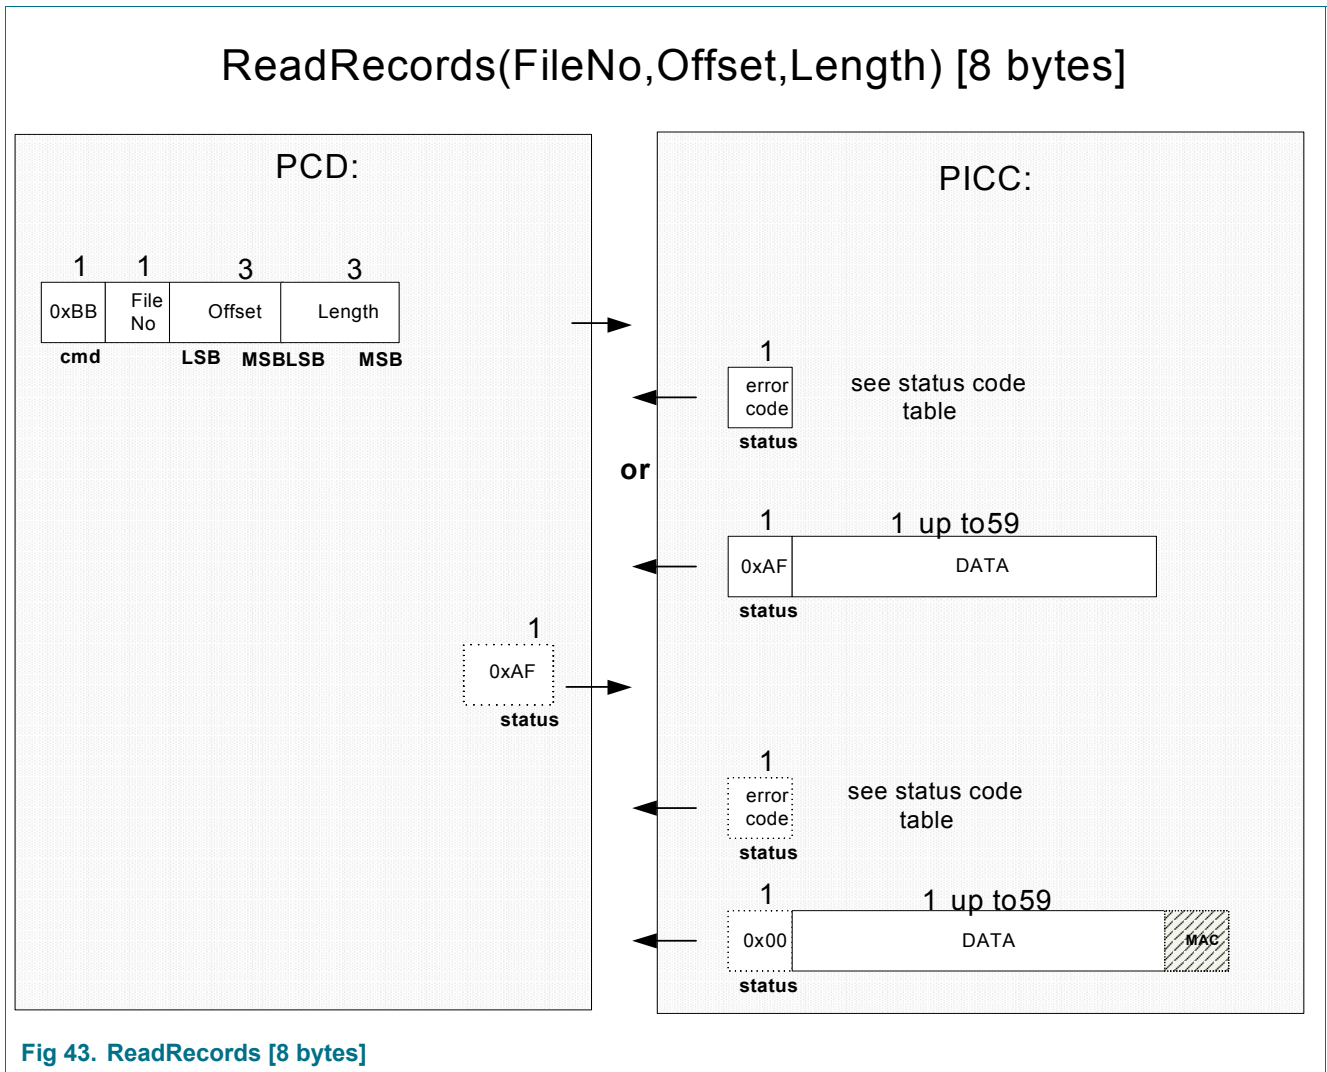 ReadRecords(FileNo,Offset,Length) [8 bytes]
PCD:
PICC:
1 1 3 3
0xBB File No Offset Length
cmd LSB MSBLSB MSB
1
error
code
status
see status code
table
or
1 1 up to59
0xAF DATA
status
1
0xAF
status
1
error
code
status
see status code
table
1 1 up to59
0x00 DATA MAC
status
Fig 43. ReadRecords [8 bytes]